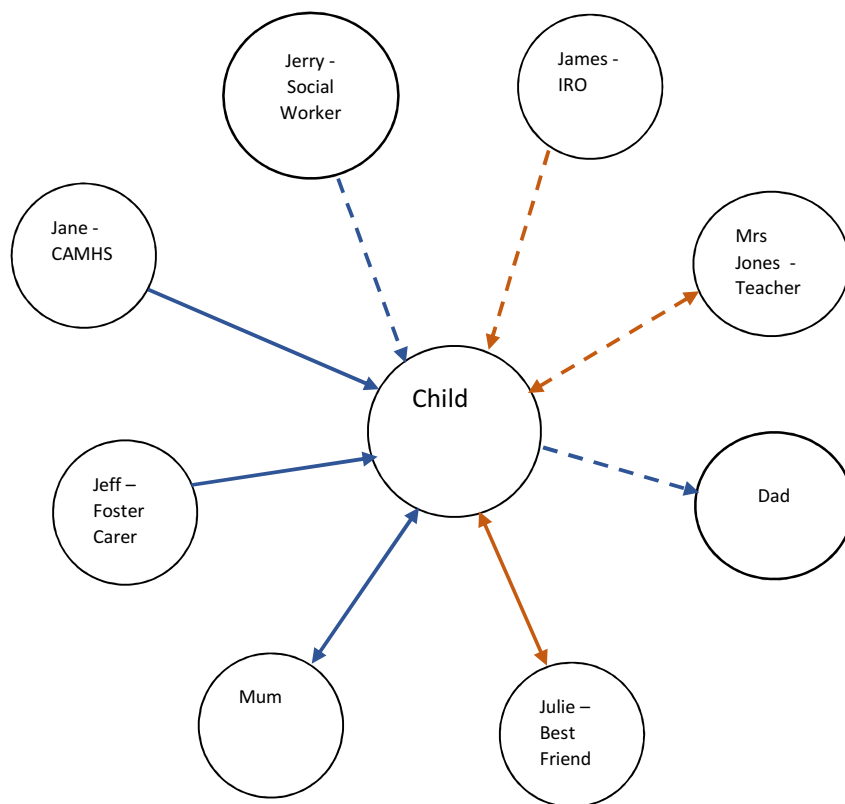 Jerry -
Social
Worker
James -
IRO
Jane -
CAMHS
Mrs
Jones  -
Teacher
Child
Jeff –
Foster
Carer
Dad
Mum
Julie –
Best
Friend